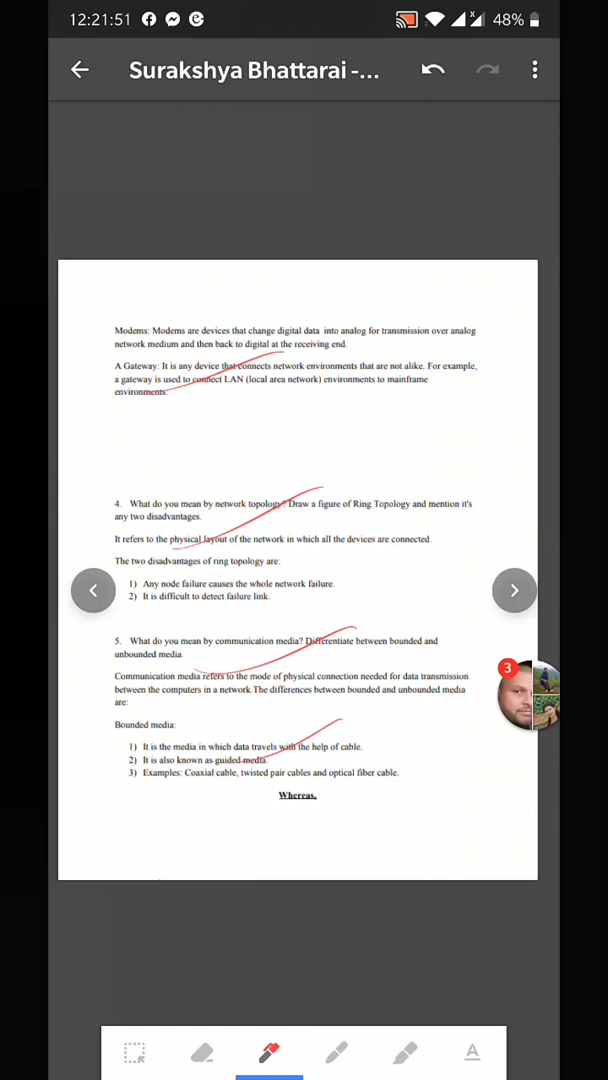 12:21:51 48%
Surakshya Bhattarai -...
Modems: Modems are devices that change digital data into analog for transmission over analog
network medium and then back to digital at the receiving end.
A Gateway: It is any device that connects network environments that are not alike. For example,
a gateway is used to connect LAN (local area network) environments to mainframe
environments.
4. What do you mean by network topology? Draw a figure of Ring Topology and mention it's
any two disadvantages.
It refers to the physical layout of the network in which all the devices are connected.
The two disadvantages of ring topology are:
1) Any node failure causes the whole network failure.
2) It is difficult to detect failure link.
5. What do you mean by communication media? Differentiate between bounded and
unbounded media.
Communication media refers to the mode of physical connection needed for data transmission
between the computers in a network.The differences between bounded and unbounded media
are:
3
Bounded media:
1) It is the media in which data travels with the help of cable.
2) It is also known as guided media.
3) Examples: Coaxial cable, twisted pair cables and optical fiber cable.
Whereas,
A